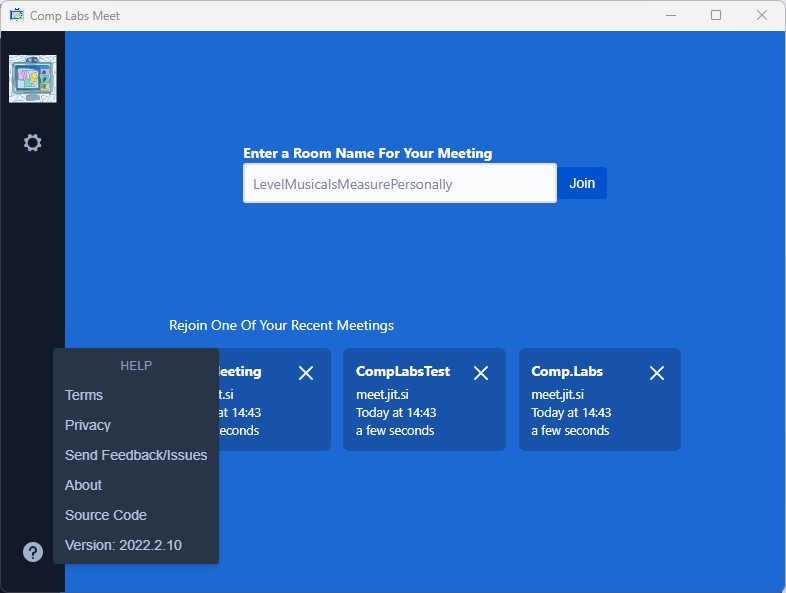 Comp Labs Meet
Enter a Room Name For Your Meeting
LevelMusicalsMeasurePersonally
Join
Rejoin One Of Your Recent Meetings
CompLabsTest
meet.jit.si
Today at 14:43
a few seconds
Comp.Labs
meet.jit.si
Today at 14:43
a few seconds
t.si
at 14:43
HELP
Terms
Privacy
Send Feedback/Issues
About
Source Code
Version: 2022.2.10
?